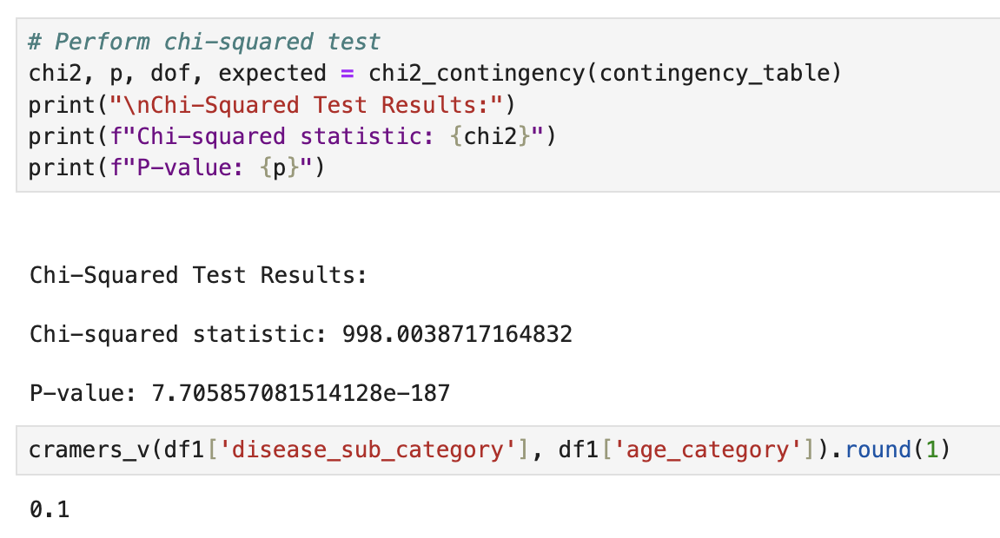 # Perform chi-squared test
chi2, p, dof, expected = chi2_contingency(contingency_table)
print("\nChi-Squared Test Results:")
print(f"Chi-squared statistic: {chi2}")
print(f"P-value: {p}")
Chi-Squared Test Results:
Chi-squared statistic: 998.0038717164832
P-value: 7.705857081514128e-187
cramers_v(df1['disease_sub_category'], df1['age_category']).round(1)
0.1